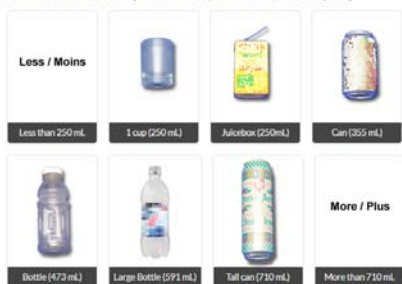 Less / Moins
Less than 250 mL
1 cup (250 mL)
Juicebox (250mL)
Can (355 mL)
More / Plus
Bottle (473 mL)
Large Bottle (591 mL)
Tall can (710 mL)
More than 710 mL